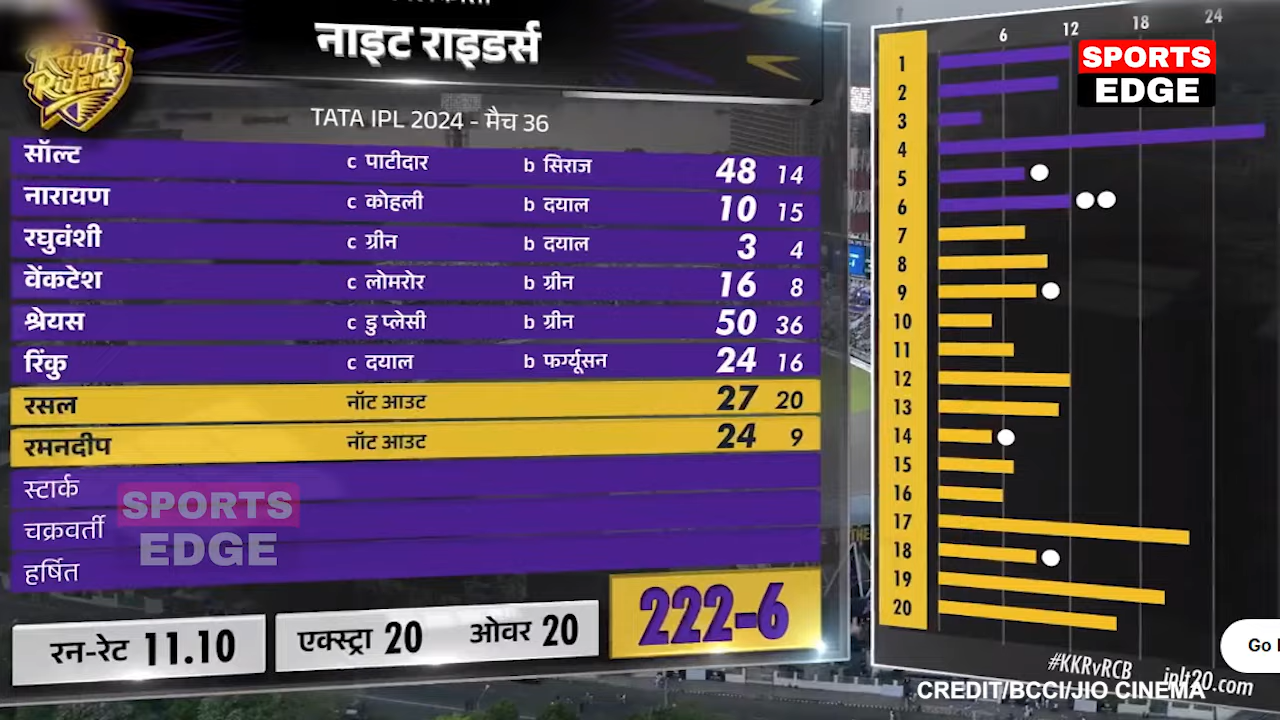 नाइट राइडर्स
Knight
Riders
TATA IPL 2024 - मैच 36
सॉल्ट c पाटीदार b सिराज 48 14
नारायण c कोहली b दयाल 10 15
रघुवंशी c ग्रीन b दयाल 3 4
वेंकटेश c लोमरोर b ग्रीन 16 8
श्रेयस c डु प्लेसी b ग्रीन 50 36
रिंकु c दयाल b फर्ग्यूसन 24 16
रसल नॉट आउट 27 20
रमनदीप नॉट आउट 24 9
स्टार्क
चक्रवर्ती
हर्षित
SPORTS
EDGE
रन-रेट 11.10 एक्स्ट्रा 20 ओवर 20 222-6
6 12 18 24
SPORTS
EDGE
1
2
3
4
5
6
7
8
9
10
11
12
13
14
15
16
17
18
19
20
Go
#KKRvRCB
iplt20.com
CREDIT/BCCI/JIO CINEMA